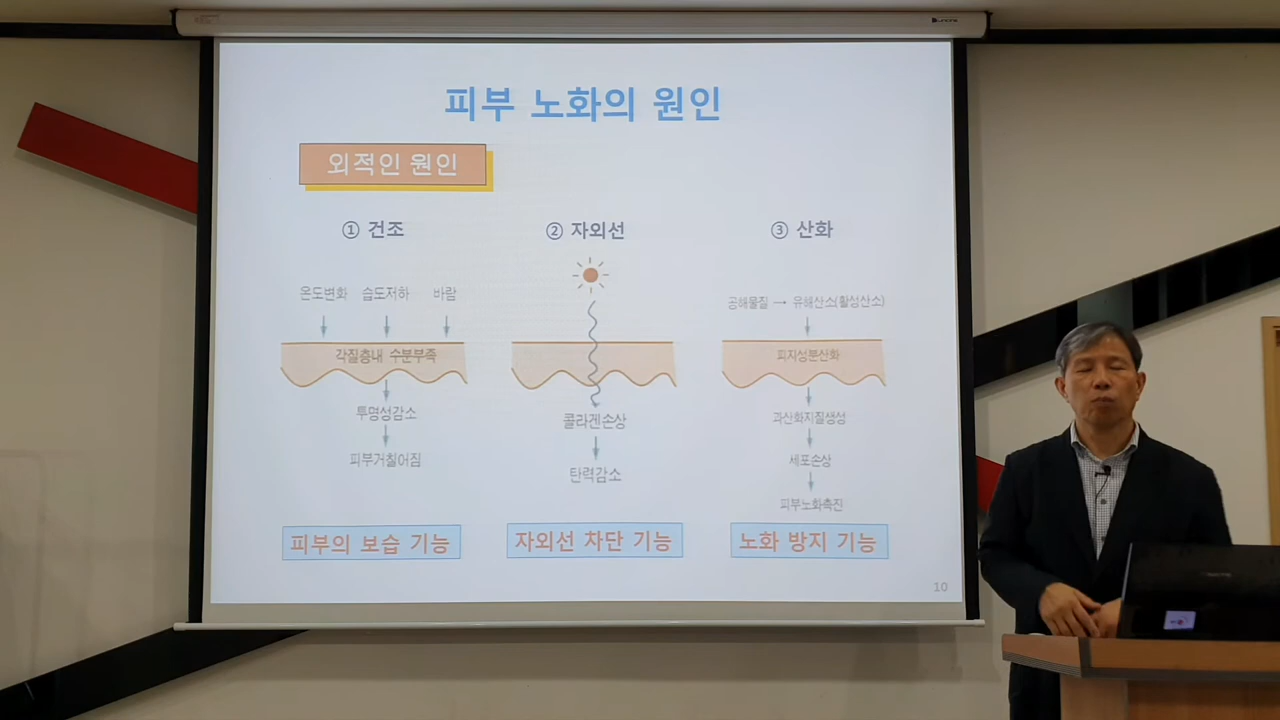 피부 노화의 원인
외적인 원인
① 건조
② 자외선
③ 산화
온도변화 습도저하 바람
공해물질 → 유해산소(활성산소)
각질층내 수분부족
피지성분산화
투명성감소
콜라겐손상
과산화지질생성
피부거칠어짐
탄력감소
세포손상
피부노화촉진
피부의 보습 기능
자외선 차단 기능
노화 방지 기능
10